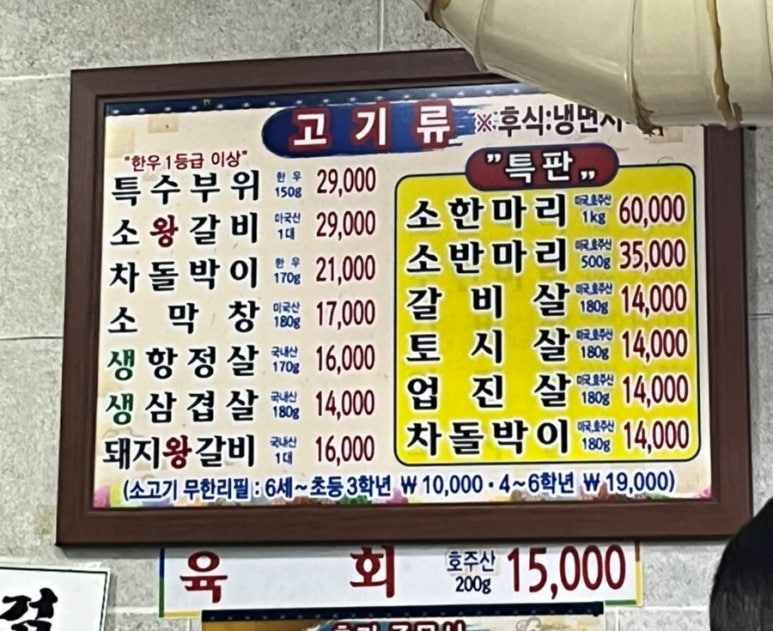 고기류 ※후식:냉면
"한우1등급 이상"
특수부위 한우 150g 29,000
소왕갈비 미국산 1대 29,000
차돌박이 한우 170g 21,000
소막창 미국산 180g 17,000
생항정살 국내산 170g 16,000
생삼겹살 국내산 180g 14,000
돼지왕갈비 국내산 1대 16,000
"특판"
소한마리 미국,호주산 1kg 60,000
소반마리 미국,호주산 500g 35,000
갈비살 미국,호주산 180g 14,000
토시살 미국,호주산 180g 14,000
업진살 미국,호주산 180g 14,000
차돌박이 미국,호주산 180g 14,000
(소고기 무한리필 : 6세~초등3학년 ₩10,000 · 4~6학년 ₩19,000)
육회 호주산 200g 15,000